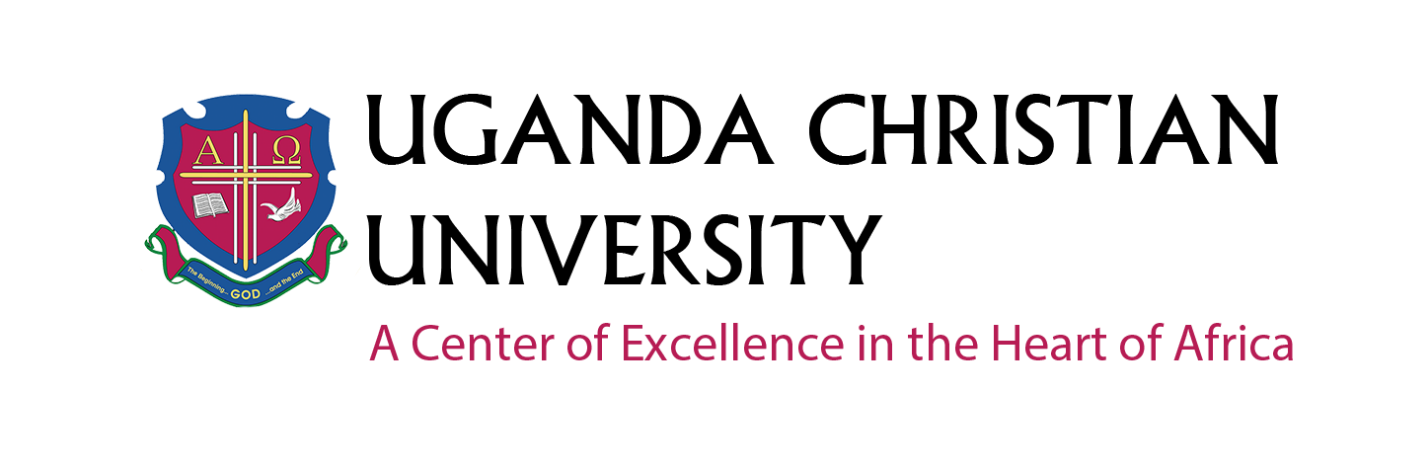 Α Ω
The Beginning... GOD ...and the End
UGANDA CHRISTIAN
UNIVERSITY
A Center of Excellence in the Heart of Africa